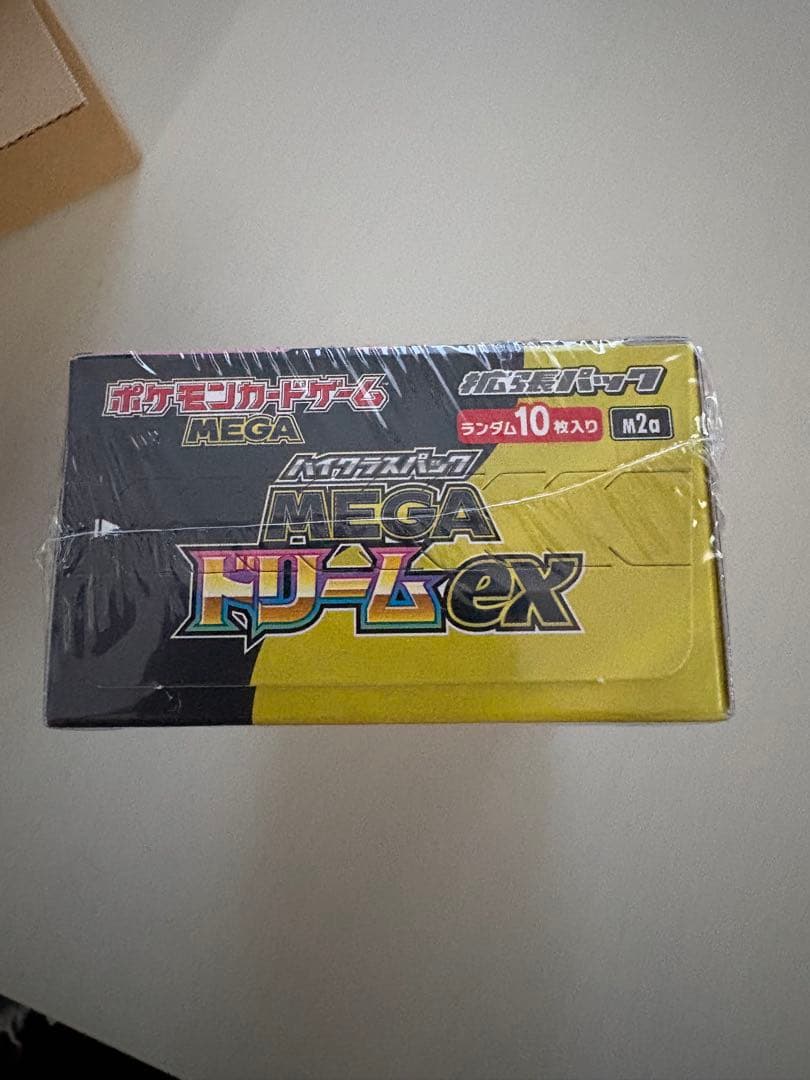 ポケモンカードゲーム
MEGA
拡張パック
ランダム10枚入り
M2a
ハイクラスパック
MEGA
ドリームex